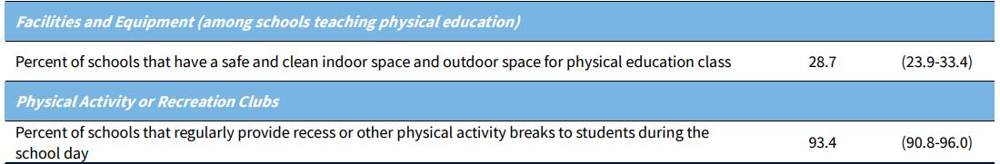 Facilities and Equipment (among schools teaching physical education)
Percent of schools that have a safe and clean indoor space and outdoor space for physical education class 28.7 (23.9-33.4)
Physical Activity or Recreation Clubs
Percent of schools that regularly provide recess or other physical activity breaks to students during the
school day 93.4 (90.8-96.0)